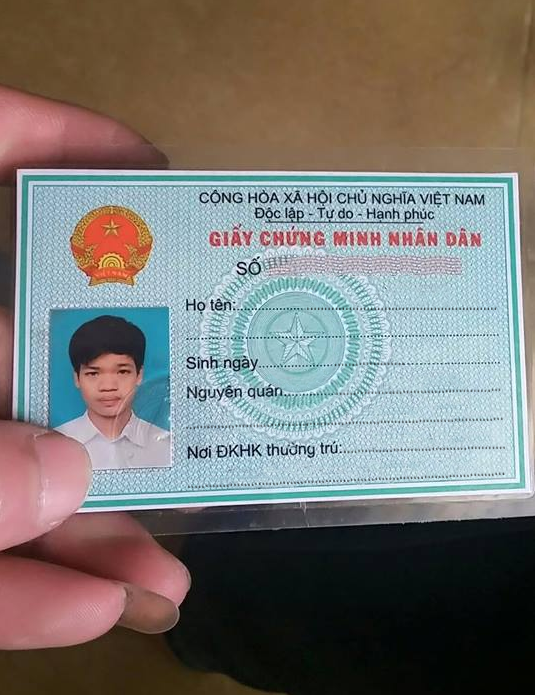 CỘNG HÒA XÃ HỘI CHỦ NGHĨA VIỆT NAM
Độc lập - Tự do - Hạnh phúc
GIẤY CHỨNG MINH NHÂN DÂN
SỐ
Họ tên:
Sinh ngày
Nguyên quán
Nơi ĐKHK thường trú:
VIỆT NAM